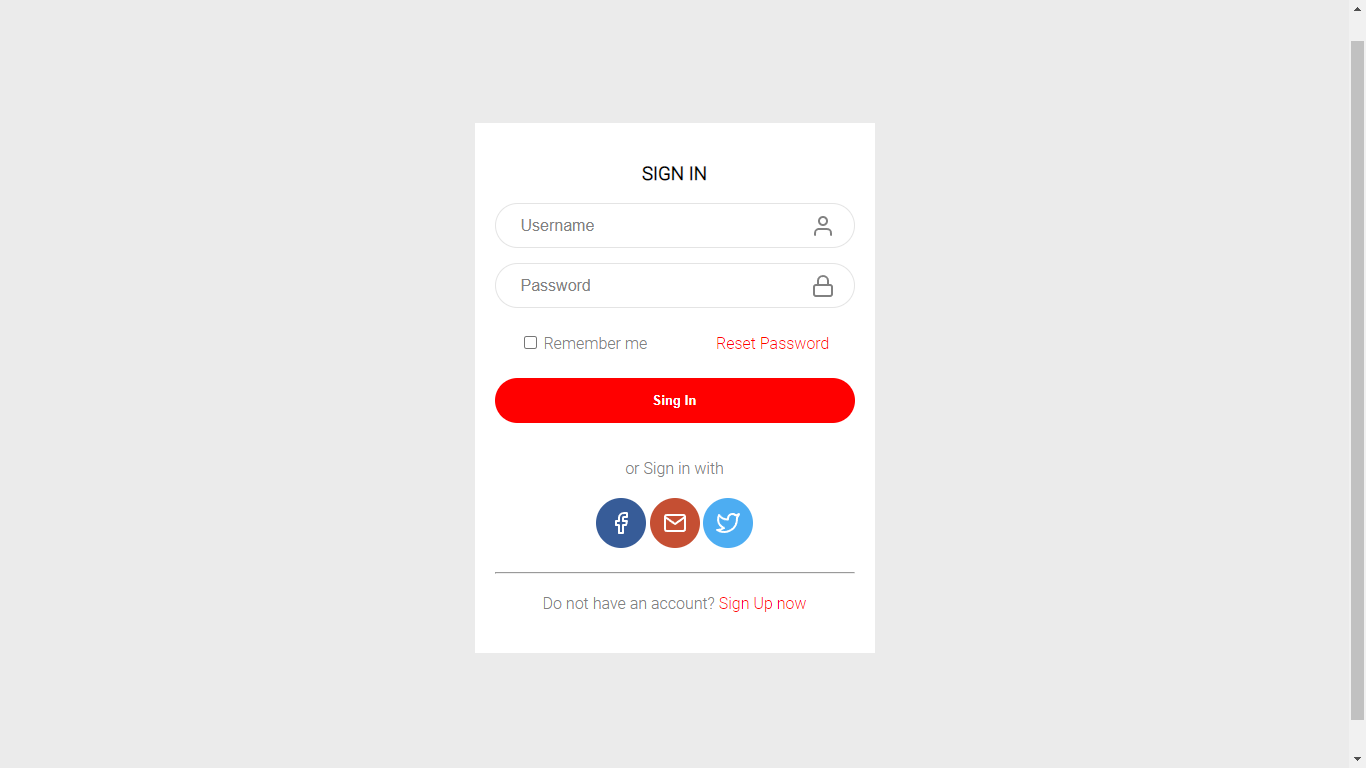 SIGN IN
Username
Password
Remember me Reset Password
Sing In
or Sign in with
Do not have an account? Sign Up now